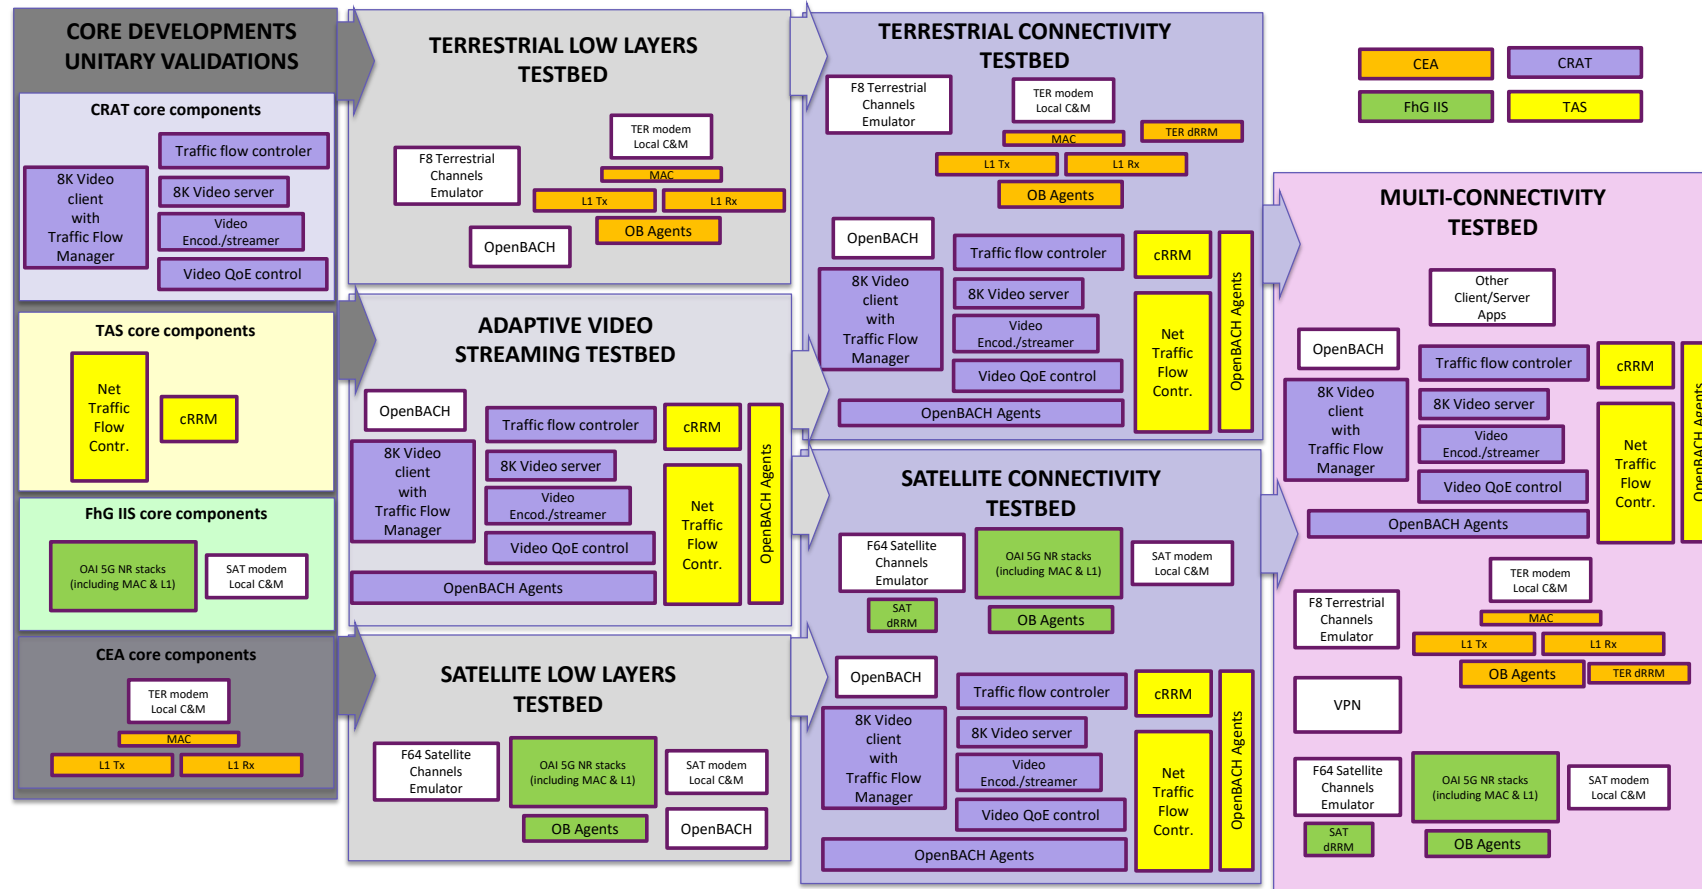 CORE DEVELOPMENTS
UNITARY VALIDATIONS
CRAT core components
Traffic flow controler
8K Video
client
with
Traffic Flow
Manager
8K Video server
Video
Encod./streamer
Video QoE control
TAS core components
Net
Traffic
Flow
Contr.
cRRM
FhG IIS core components
OAI 5G NR stacks
(including MAC & L1)
SAT modem
Local C&M
CEA core components
TER modem
Local C&M
MAC
L1 Tx
L1 Rx
TERRESTRIAL LOW LAYERS
TESTBED
TER modem
Local C&M
F8 Terrestrial
Channels
Emulator
MAC
L1 Tx
L1 Rx
OB Agents
OpenBACH
ADAPTIVE VIDEO
STREAMING TESTBED
OpenBACH
Traffic flow controler
cRRM
8K Video
client
with
Traffic Flow
Manager
8K Video server
Video
Encod./streamer
Video QoE control
Net
Traffic
Flow
Contr.
OpenBACH Agents
OpenBACH Agents
SATELLITE LOW LAYERS
TESTBED
F64 Satellite
Channels
Emulator
OAI 5G NR stacks
(including MAC & L1)
SAT modem
Local C&M
OB Agents
OpenBACH
TERRESTRIAL CONNECTIVITY
TESTBED
F8 Terrestrial
Channels
Emulator
TER modem
Local C&M
MAC
TER dRRM
L1 Tx
L1 Rx
OB Agents
OpenBACH
Traffic flow controler
cRRM
8K Video
client
with
Traffic Flow
Manager
8K Video server
Video
Encod./streamer
Video QoE control
Net
Traffic
Flow
Contr.
OpenBACH Agents
OpenBACH Agents
SATELLITE CONNECTIVITY
TESTBED
F64 Satellite
Channels
Emulator
OAI 5G NR stacks
(including MAC & L1)
SAT modem
Local C&M
SAT
dRRM
OB Agents
OpenBACH
Traffic flow controler
cRRM
8K Video
client
with
Traffic Flow
Manager
8K Video server
Video
Encod./streamer
Video QoE control
Net
Traffic
Flow
Contr.
OpenBACH Agents
OpenBACH Agents
CEA
CRAT
FhG IIS
TAS
MULTI-CONNECTIVITY
TESTBED
Other
Client/Server
Apps
OpenBACH
Traffic flow controler
cRRM
8K Video
client
with
Traffic Flow
Manager
8K Video server
Video
Encod./streamer
Video QoE control
Net
Traffic
Flow
Contr.
OpenBACH Agents
OpenBACH Agents
TER modem
Local C&M
F8 Terrestrial
Channels
Emulator
MAC
L1 Tx
L1 Rx
OB Agents
TER dRRM
VPN
F64 Satellite
Channels
Emulator
OAI 5G NR stacks
(including MAC & L1)
SAT modem
Local C&M
SAT
dRRM
OB Agents